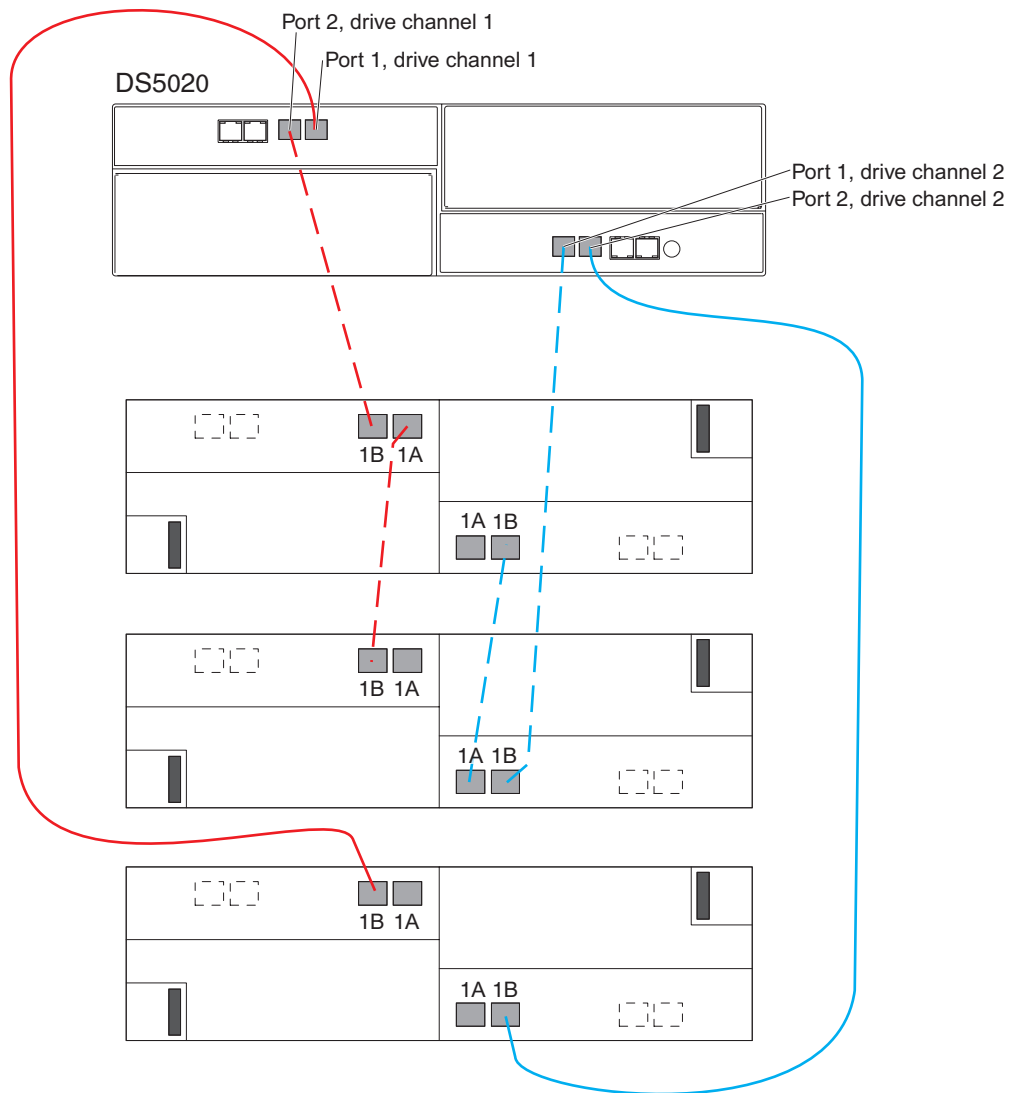 Port 2, drive channel 1
Port 1, drive channel 1
DS5020
Port 1, drive channel 2
Port 2, drive channel 2
1B 1A
1A 1B
1B 1A
1A 1B
1B 1A
1A 1B